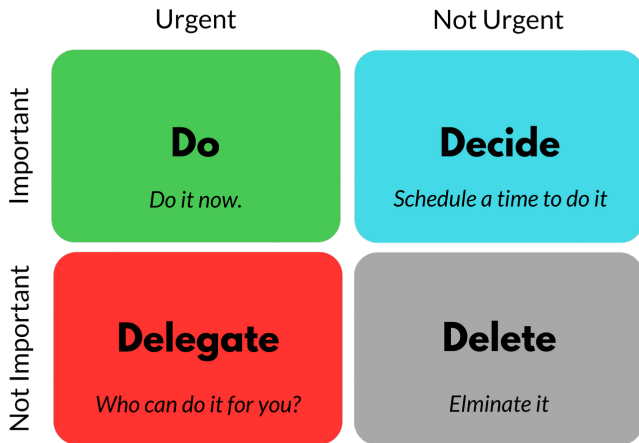 Urgent
Not Urgent
Important
Do
Do it now.
Decide
Schedule a time to do it
Not Important
Delegate
Who can do it for you?
Delete
Elminate it